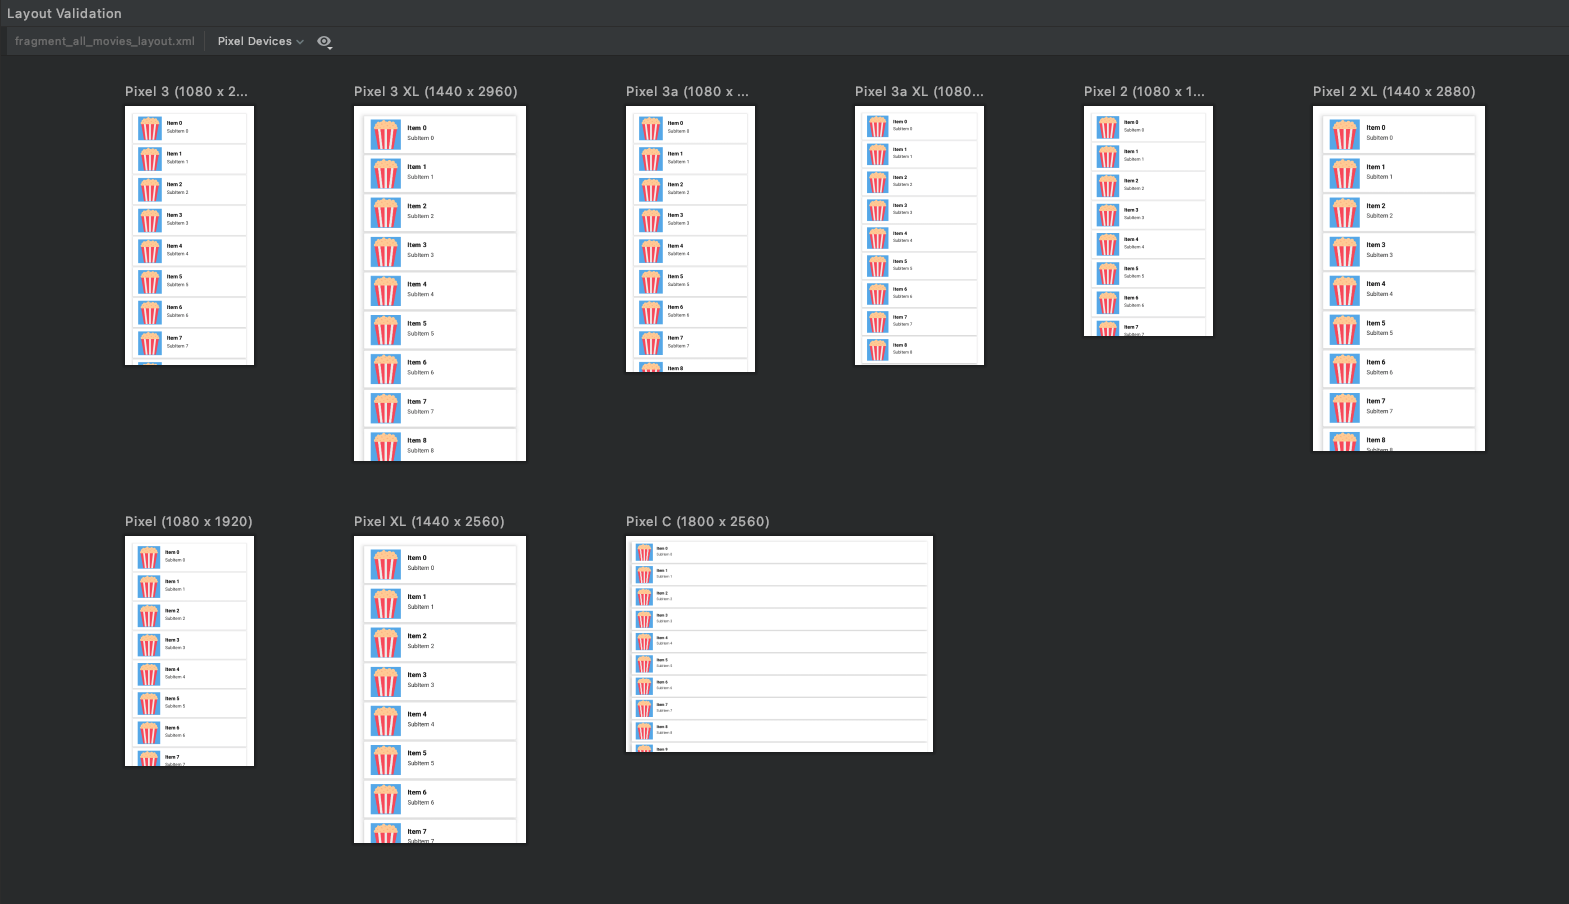 Layout Validation
fragment_all_movies_layout.xml
Pixel Devices
Pixel 3 (1080 x 2...
Item 0
SubItem 0
Item 1
SubItem 1
Item 2
SubItem 2
Item 3
SubItem 3
Item 4
SubItem 4
Item 5
SubItem 5
Item 6
SubItem 6
Item 7
SubItem 7
Pixel 3 XL (1440 x 2960)
Item 0
SubItem 0
Item 1
SubItem 1
Item 2
SubItem 2
Item 3
SubItem 3
Item 4
SubItem 4
Item 5
SubItem 5
Item 6
SubItem 6
Item 7
SubItem 7
Item 8
SubItem 8
Pixel 3a (1080 x ...
Item 0
SubItem 0
Item 1
SubItem 1
Item 2
SubItem 2
Item 3
SubItem 3
Item 4
SubItem 4
Item 5
SubItem 5
Item 6
SubItem 6
Item 7
SubItem 7
Item 8
Pixel 3a XL (1080...
Item 0
SubItem 0
Item 1
SubItem 1
Item 2
SubItem 2
Item 3
SubItem 3
Item 4
SubItem 4
Item 5
SubItem 5
Item 6
SubItem 6
Item 7
SubItem 7
Item 8
SubItem 8
Pixel 2 (1080 x 1...
Item 0
SubItem 0
Item 1
SubItem 1
Item 2
SubItem 2
Item 3
SubItem 3
Item 4
SubItem 4
Item 5
SubItem 5
Item 6
SubItem 6
Item 7
SubItem 7
Pixel 2 XL (1440 x 2880)
Item 0
SubItem 0
Item 1
SubItem 1
Item 2
SubItem 2
Item 3
SubItem 3
Item 4
SubItem 4
Item 5
SubItem 5
Item 6
SubItem 6
Item 7
SubItem 7
Item 8
SubItem 8
Pixel (1080 x 1920)
Item 0
SubItem 0
Item 1
SubItem 1
Item 2
SubItem 2
Item 3
SubItem 3
Item 4
SubItem 4
Item 5
SubItem 5
Item 6
SubItem 6
Item 7
SubItem 7
Pixel XL (1440 x 2560)
Item 0
SubItem 0
Item 1
SubItem 1
Item 2
SubItem 2
Item 3
SubItem 3
Item 4
SubItem 4
Item 5
SubItem 5
Item 6
SubItem 6
Item 7
SubItem 7
Pixel C (1800 x 2560)
Item 0
SubItem 0
Item 1
SubItem 1
Item 2
SubItem 2
Item 3
SubItem 3
Item 4
SubItem 4
Item 5
SubItem 5
Item 6
SubItem 6
Item 7
SubItem 7
Item 8
SubItem 8
Item 9